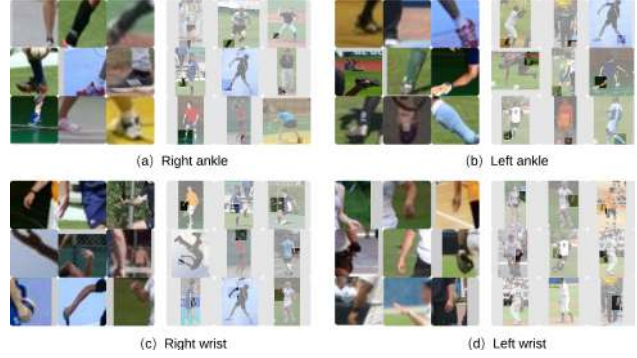 (a) Right ankle
(b) Left ankle
(c) Right wrist
(d) Left wrist